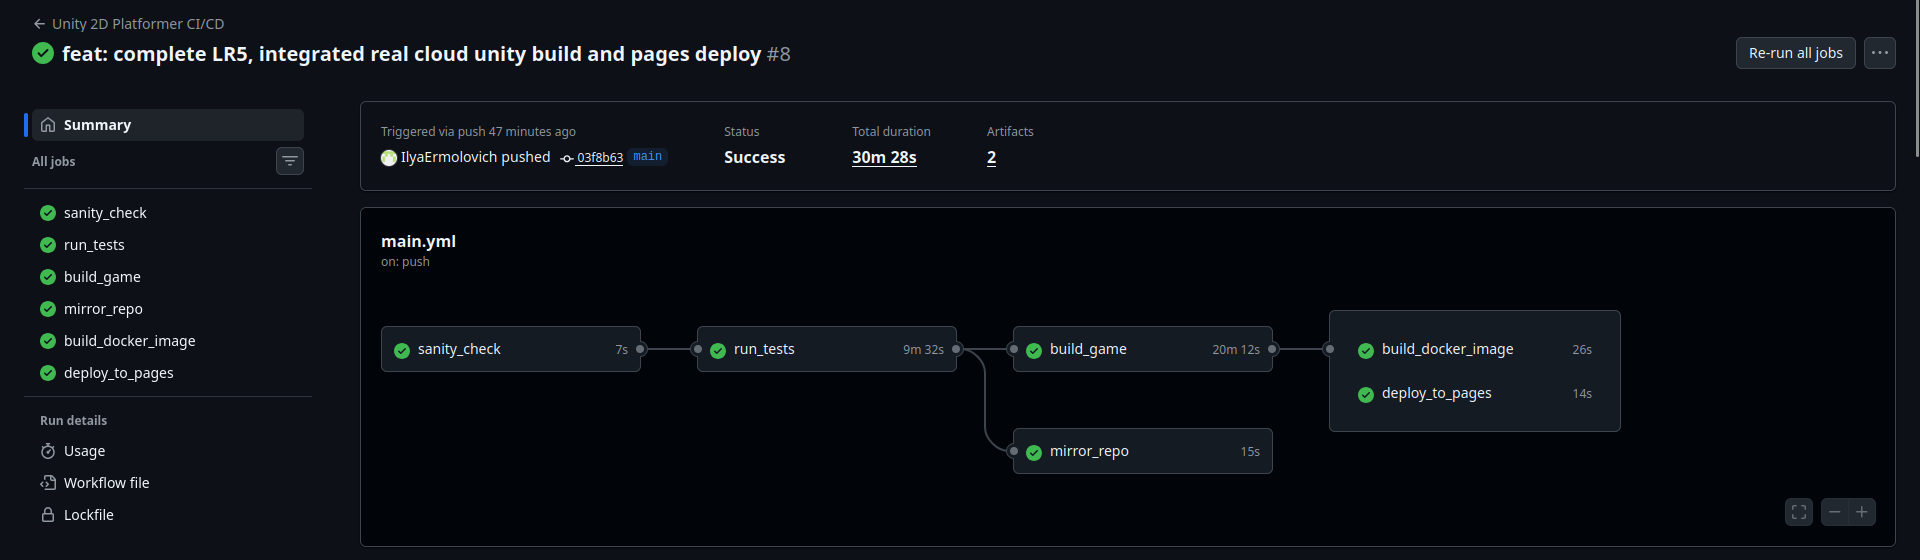 ← Unity 2D Platformer CI/CD
feat: complete LR5, integrated real cloud unity build and pages deploy #8
Re-run all jobs
Summary
All jobs
sanity_check
run_tests
build_game
mirror_repo
build_docker_image
deploy_to_pages
Run details
Usage
Workflow file
Lockfile
Triggered via push 47 minutes ago
IlyaErmolovich pushed 03f8b63 main
Status
Success
Total duration
30m 28s
Artifacts
2
main.yml
on: push
sanity_check 7s
run_tests 9m 32s
build_game 20m 12s
build_docker_image 26s
deploy_to_pages 14s
mirror_repo 15s